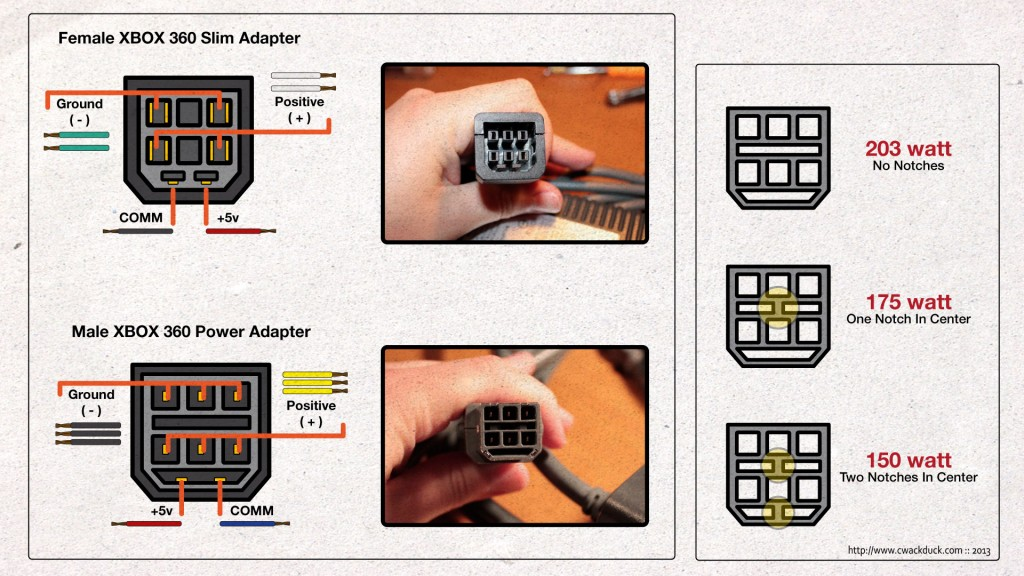 Female XBOX 360 Slim Adapter
Ground
( - )
Positive
( + )
COMM
+5v
Male XBOX 360 Power Adapter
Ground
( - )
Positive
( + )
+5v
COMM
203 watt
No Notches
175 watt
One Notch In Center
150 watt
Two Notches In Center
http://www.cwackduck.com :: 2013